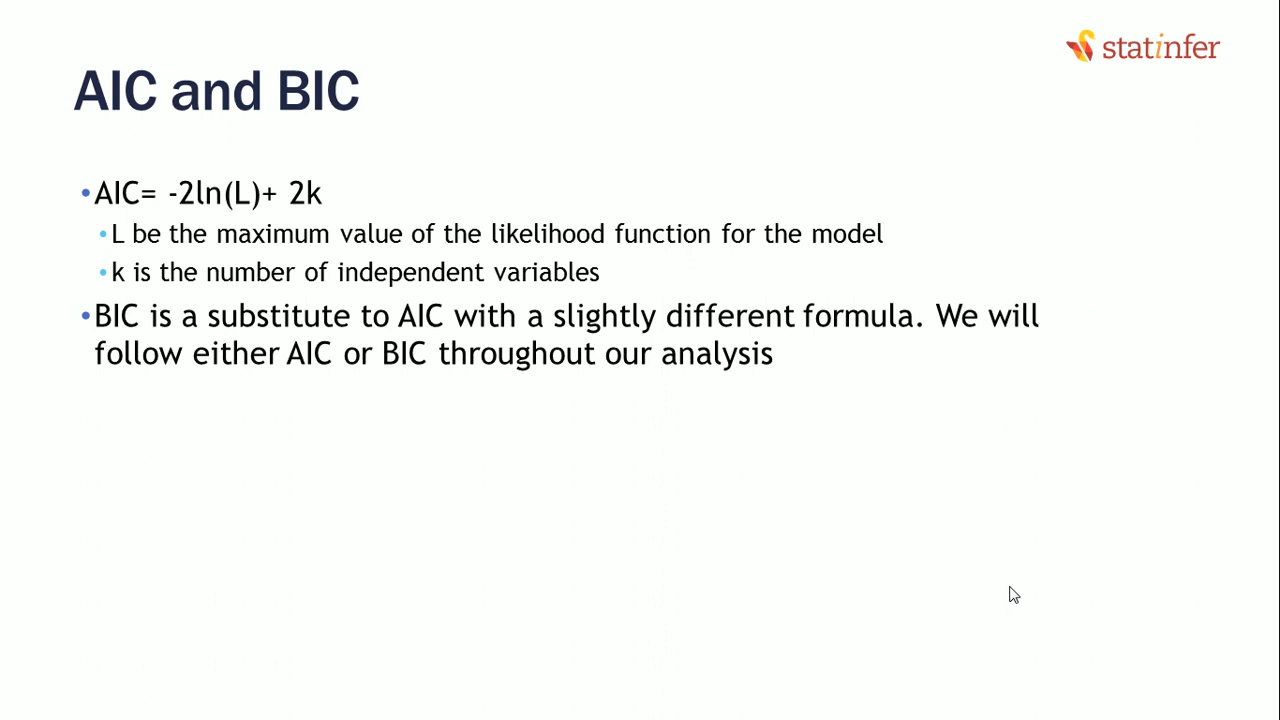 statinfer
AIC and BIC
•AIC= -2ln(L)+ 2k
•L be the maximum value of the likelihood function for the model
•k is the number of independent variables
•BIC is a substitute to AIC with a slightly different formula. We will
follow either AIC or BIC throughout our analysis